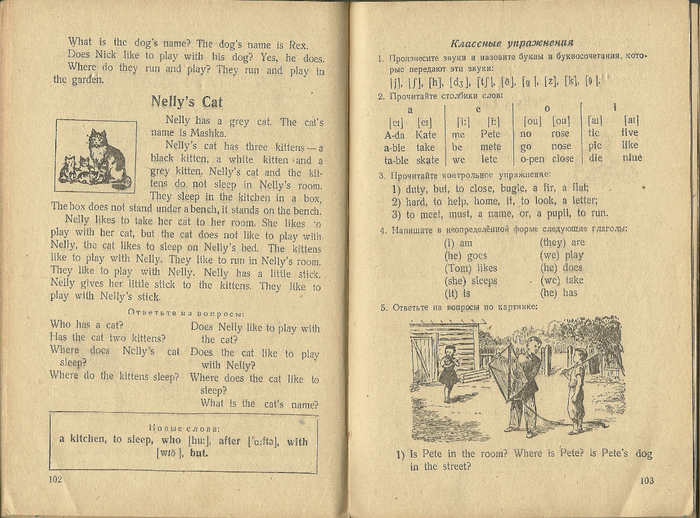 What is the dog's name? The dog's name is Rex.
Does Nick like to play with his dog? Yes, he does.
Where do they run and play? They run and play in
the garden.
Nelly's Cat
Nelly has a grey cat. The cat's
name is Mashka.
Nelly's cat has three kittens — a
black kitten, a white kitten and a
grey kitten. Nelly's cat and the kit-
tens do not sleep in Nelly's room.
They sleep in the kitchen in a box.
The box does not stand under a bench, it stands on the bench.
Nelly likes to take her cat to her room. She likes to
play with her cat, but the cat does not like to play with
Nelly, the cat likes to sleep on Nelly's bed. The kittens
like to play with Nelly. They like to run in Nelly's room.
They like to play with Nelly. Nelly has a little stick.
Nelly gives her little stick to the kittens. They like to
play with Nelly's stick.
Ответьте на вопросы:
Who has a cat?
Has the cat two kittens?
Where does Nelly's cat
sleep?
Where do the kittens sleep?
Does Nelly like to play with
the cat?
Does the cat like to play
with Nelly?
Where does the cat like to
sleep?
What is the cat's name?
Новые слова:
a kitchen, to sleep, who [hu:], after ['ɑ:ftə], with
[wɪð], but.
102
Классные упражнения
1. Произнесите звуки и назовите буквы и буквосочетания, кото-
рые передают эти звуки:
[j], [ʃ], [h], [dʒ], [tʃ], [ð], [g], [z], [k],
2. Прочитайте столбики слов:
a e o i
[eɪ] [eɪ] [i:] [i:] [ou] [ou] [aɪ] [aɪ]
A-da Kate me Pete no rose tie five
a-ble take be mete go nose pie like
ta-ble skate we lete o-pen close die nine
3. Прочитайте контрольное упражнение:
1) duty, but, to close, bugle, a fir, a flat;
2) hard, to help, home, it, to look, a letter;
3) to meet, must, a name, or, a pupil, to run.
4. Напишите в неопределённой форме следующие глаголы:
(I) am (they) are
(he) goes (we) play
(Tom) likes (he) does
(she) sleeps (we) take
(it) is (he) has
5. Ответьте на вопросы по картинке:
1) Is Pete in the room? Where is Pete? Is Pete's dog
in the street?
103